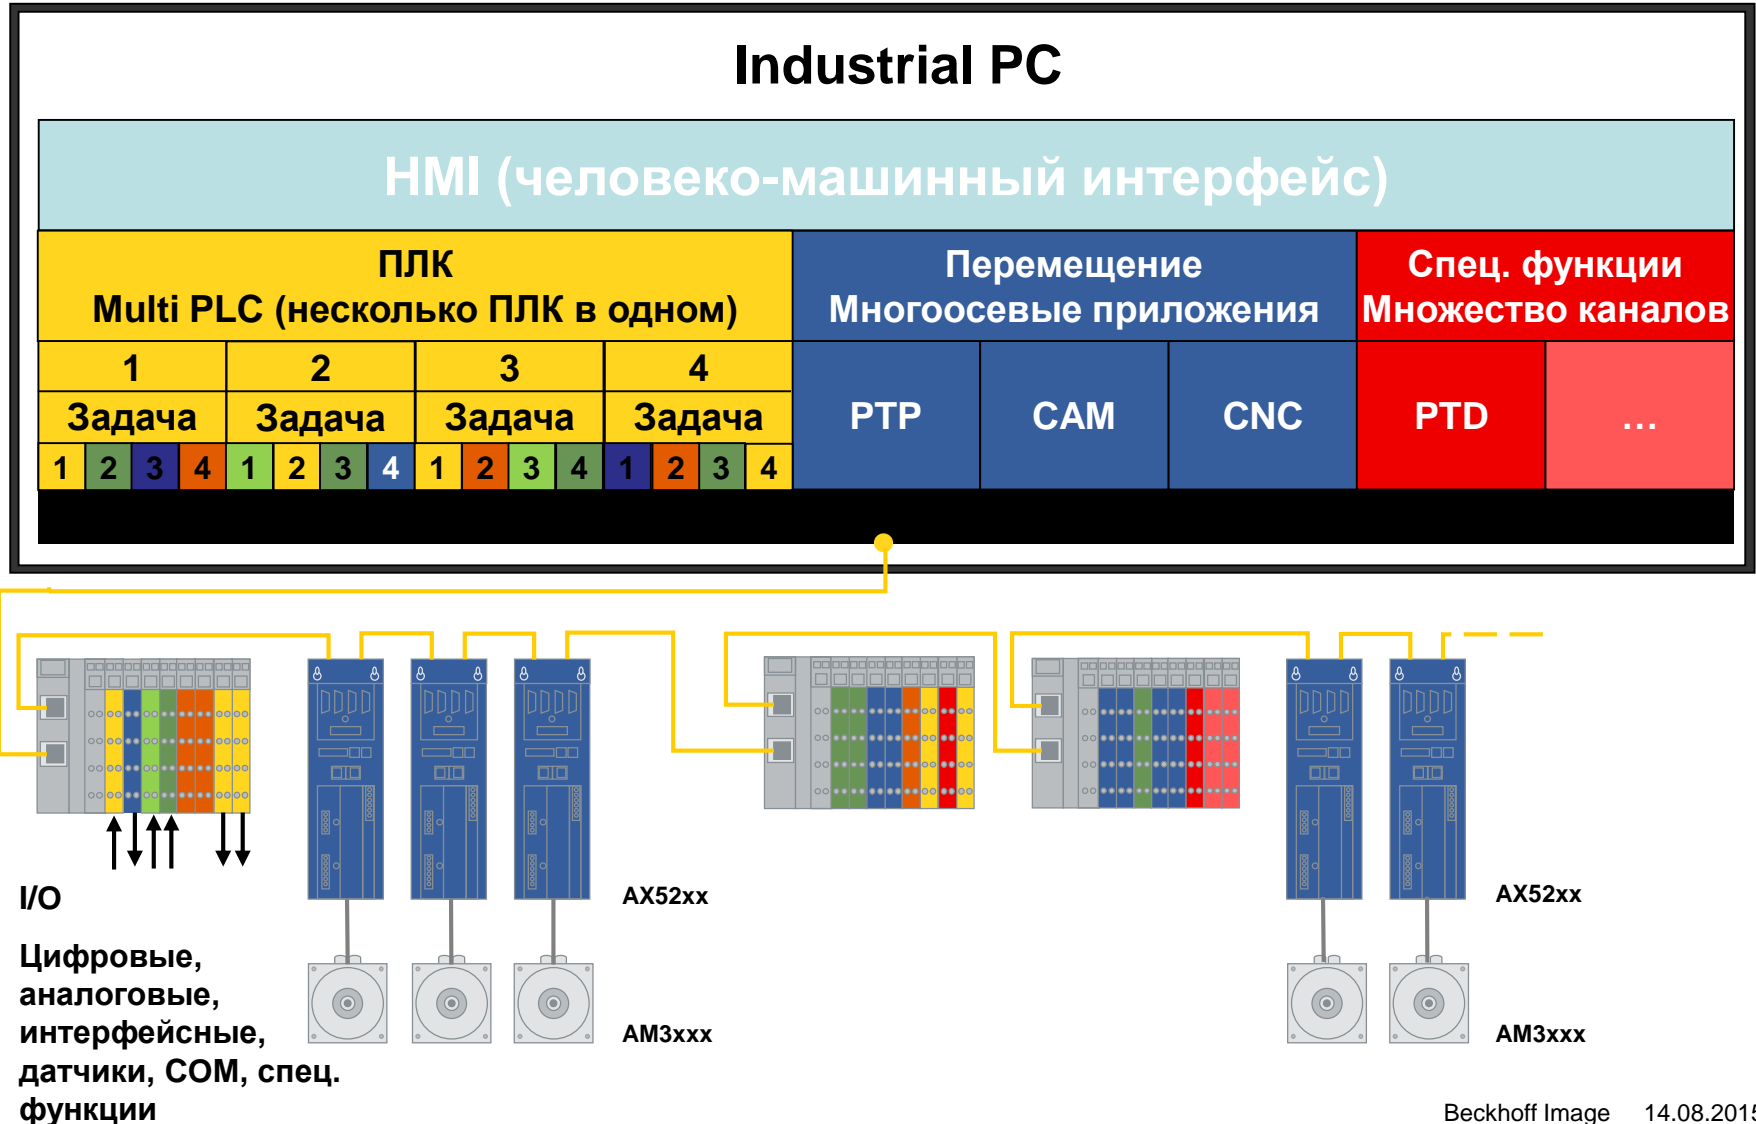 Industrial PC
HMI (человеко-машинный интерфейс)
ПЛК
Multi PLC (несколько ПЛК в одном)
Перемещение
Многоосевые приложения
Спец. функции
Множество каналов
1 2 3 4
Задача Задача Задача Задача
PTP CAM CNC PTD ...
1 2 3 4 1 2 3 4 1 2 3 4 1 2 3 4
I/O
Цифровые,
аналоговые,
интерфейсные,
датчики, COM, спец.
функции
AX52xx
AM3xxx
AX52xx
AM3xxx
Beckhoff Image 14.08.2015